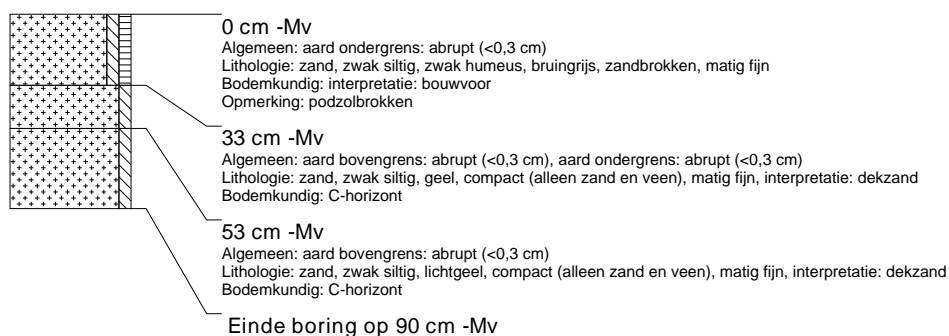 0 cm -Mv
Algemeen: aard ondergrens: abrupt (<0,3 cm)
Lithologie: zand, zwak siltig, zwak humeus, bruingrijs, zandbrokken, matig fijn
Bodemkundig: interpretatie: bouwvoor
Opmerking: podzolbrokken
33 cm -Mv
Algemeen: aard bovengrens: abrupt (<0,3 cm), aard ondergrens: abrupt (<0,3 cm)
Lithologie: zand, zwak siltig, geel, compact (alleen zand en veen), matig fijn, interpretatie: dekzand
Bodemkundig: C-horizont
53 cm -Mv
Algemeen: aard bovengrens: abrupt (<0,3 cm)
Lithologie: zand, zwak siltig, lichtgeel, compact (alleen zand en veen), matig fijn, interpretatie: dekzand
Bodemkundig: C-horizont
Einde boring op 90 cm -Mv